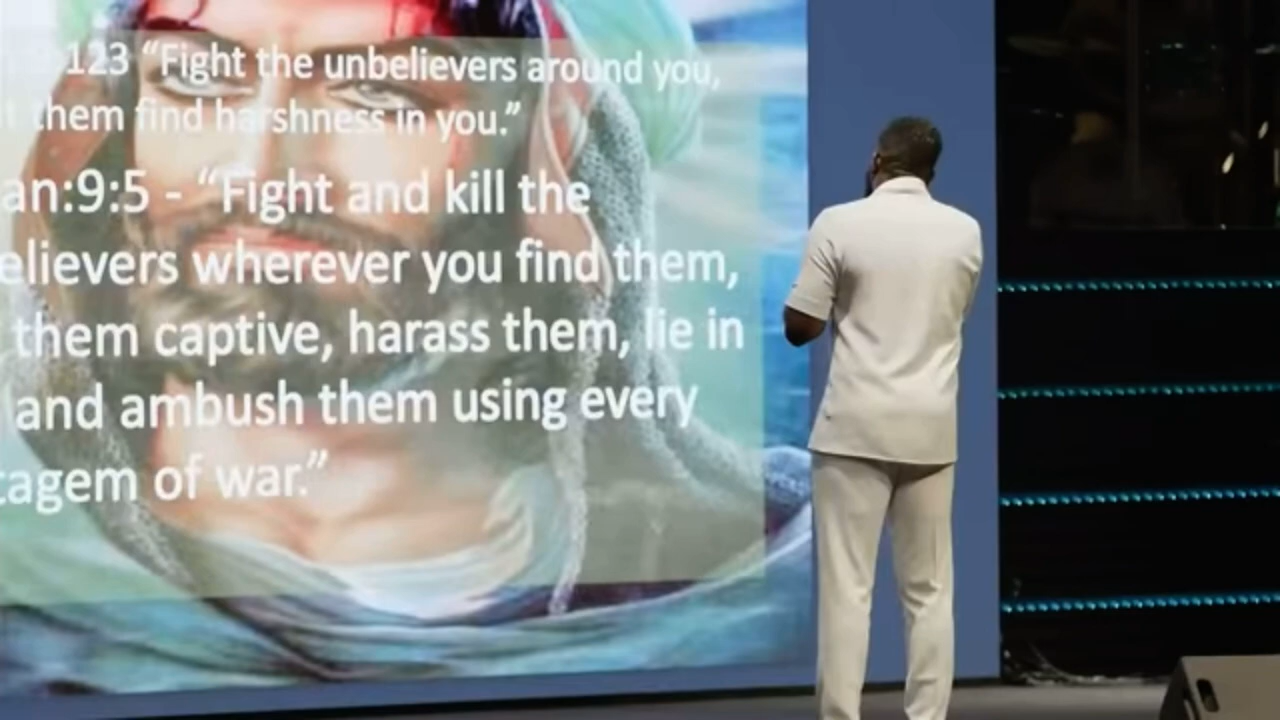 :123 “Fight the unbelievers around you,
them find harshness in you.”
an:9:5 - “Fight and kill the
elievers wherever you find them,
them captive, harass them, lie in
and ambush them using every
tagem of war.”